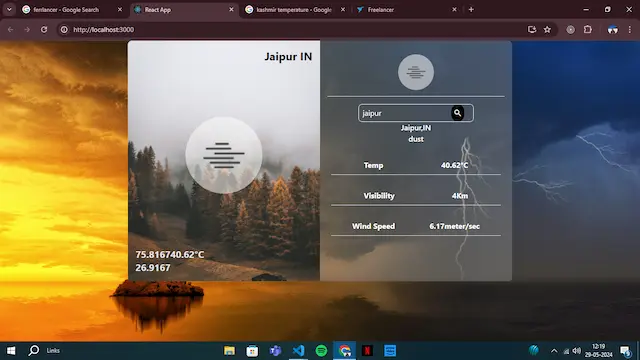 fenlancer - Google Search
React App
kashmir temperature - Google
Freelancer
http://localhost:3000
Jaipur IN
75.816740.62°C
26.9167
jaipur
Jaipur,IN
dust
Temp 40.62°C
Visibility 4Km
Wind Speed 6.17meter/sec
Links
12:19
29-05-2024